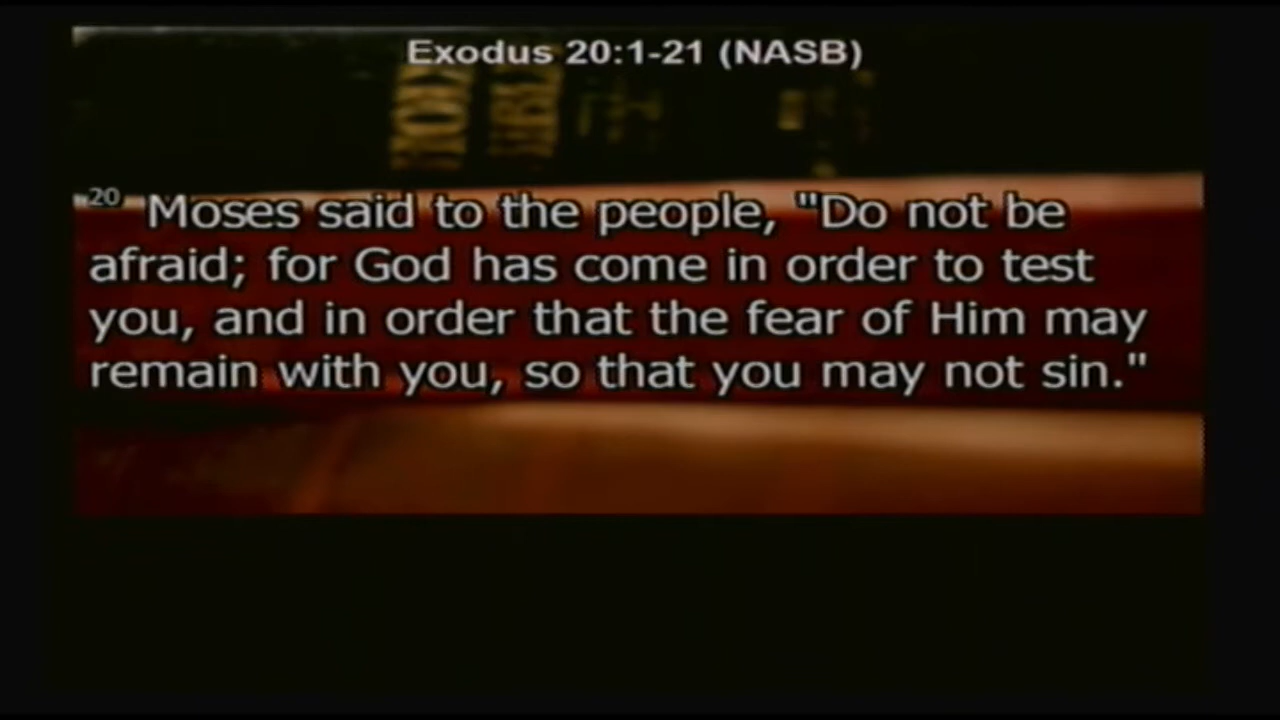 Exodus 20:1-21 (NASB)
20 Moses said to the people, "Do not be
afraid; for God has come in order to test
you, and in order that the fear of Him may
remain with you, so that you may not sin."